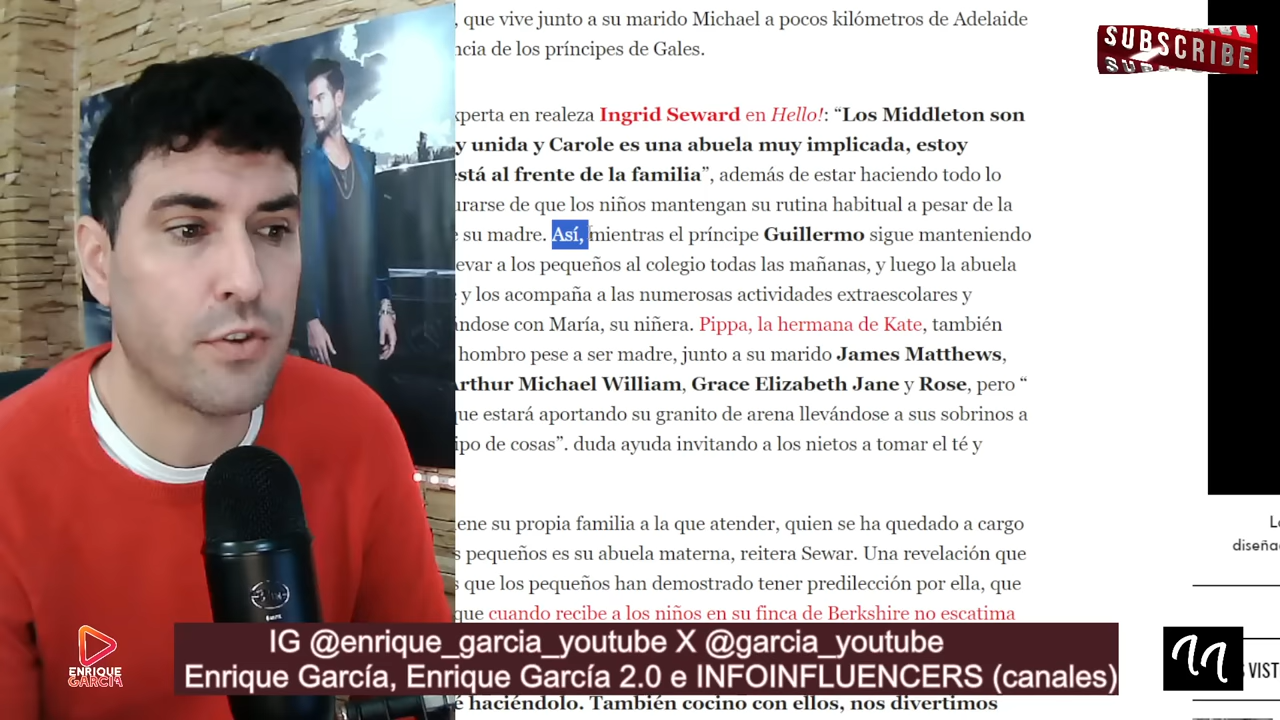 , que vive junto a su marido Michael a pocos kilómetros de Adelaide
ncia de los príncipes de Gales.
xperta en realeza Ingrid Seward en Hello!: “Los Middleton son
y unida y Carole es una abuela muy implicada, estoy
stá al frente de la familia”, además de estar haciendo todo lo
urarse de que los niños mantengan su rutina habitual a pesar de la
e su madre. Así, mientras el príncipe Guillermo sigue manteniendo
levar a los pequeños al colegio todas las mañanas, y luego la abuela
e y los acompaña a las numerosas actividades extraescolares y
ándose con María, su niñera. Pippa, la hermana de Kate, también
hombro pese a ser madre, junto a su marido James Matthews,
Arthur Michael William, Grace Elizabeth Jane y Rose, pero “
que estará aportando su granito de arena llevándose a sus sobrinos a
ipo de cosas”. duda ayuda invitando a los nietos a tomar el té y
ene su propia familia a la que atender, quien se ha quedado a cargo
s pequeños es su abuela materna, reitera Sewar. Una revelación que
s que los pequeños han demostrado tener predilección por ella, que
que cuando recibe a los niños en su finca de Berkshire no escatima
é haciéndolo. También cocino con ellos, nos divertimos
SUBSCRIBE
L
diseña
VIST
IG @enrique_garcia_youtube X @garcia_youtube
Enrique García, Enrique García 2.0 e INFOINFLUENCERS (canales)
ENRIQUE
GARCÍA